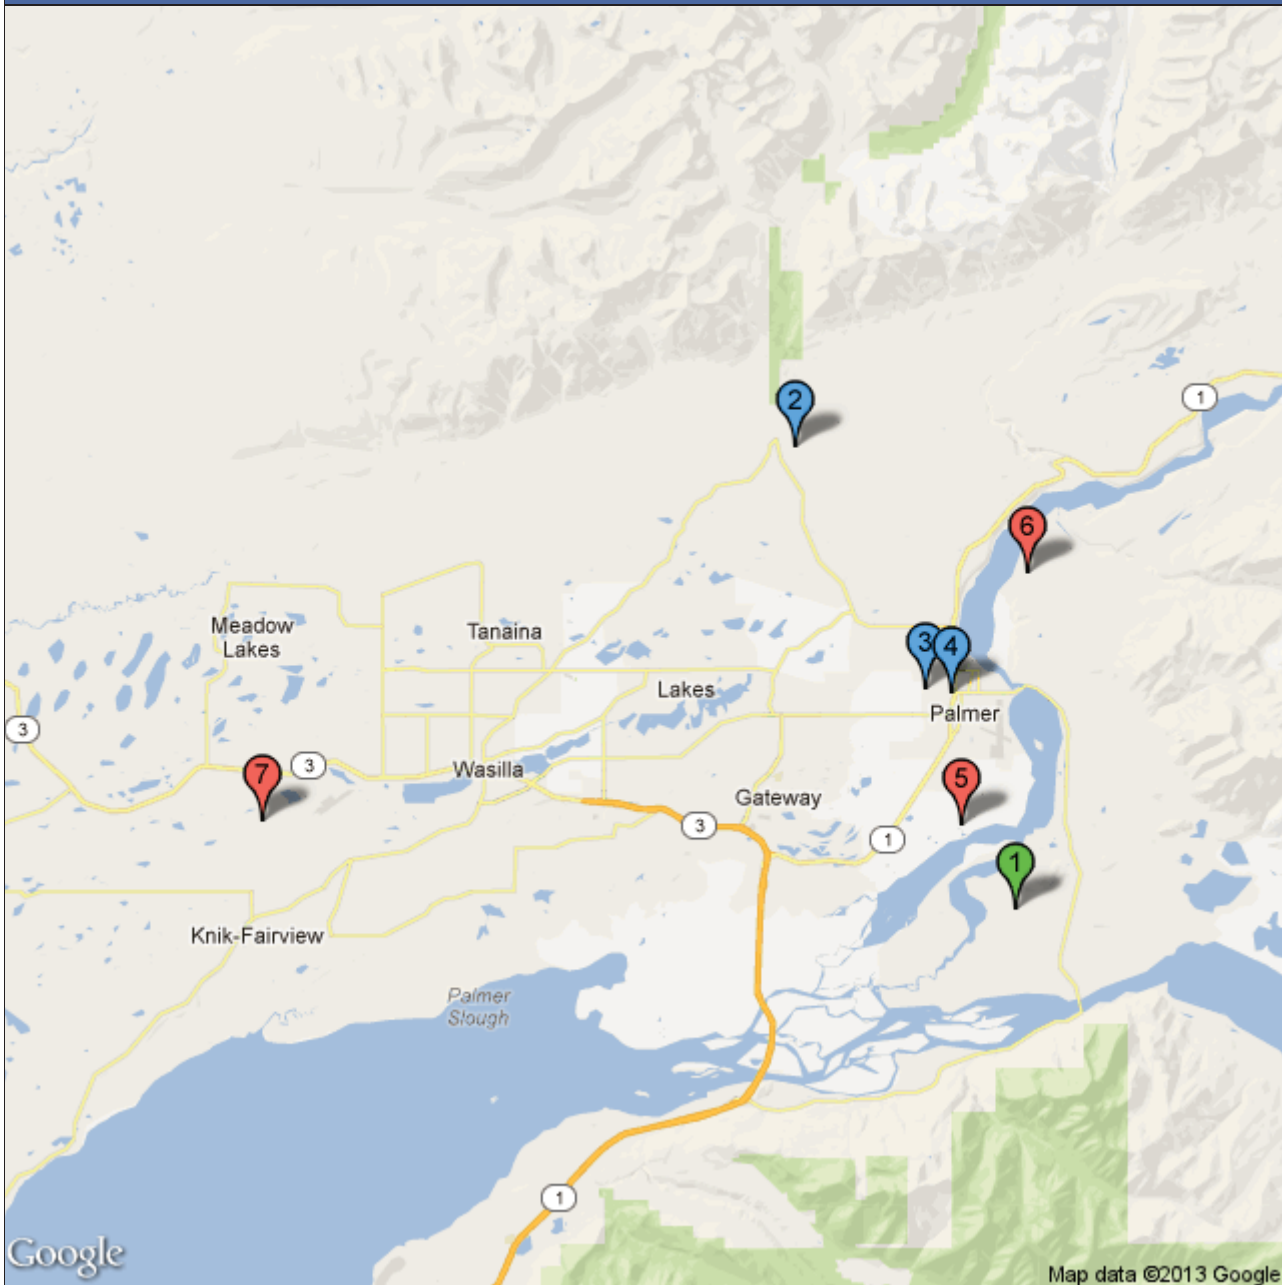 2
1
6
Meadow
Lakes
Tanaina
3
4
Lakes
Palmer
3
7
3
Wasilla
5
Gateway
3
1
1
Knik-Fairview
Palmer
Slough
1
Google
Map data ©2013 Google